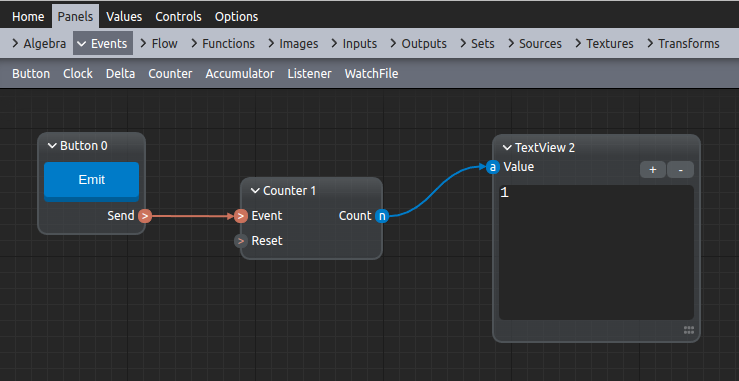 Home Panels Values Controls Options
Algebra Events Flow Functions Images Inputs Outputs Sets Sources Textures Transforms
Button Clock Delta Counter Accumulator Listener WatchFile
Button 0
Emit
Send >
Counter 1
> Event Count n
> Reset
TextView 2
a Value + -
1